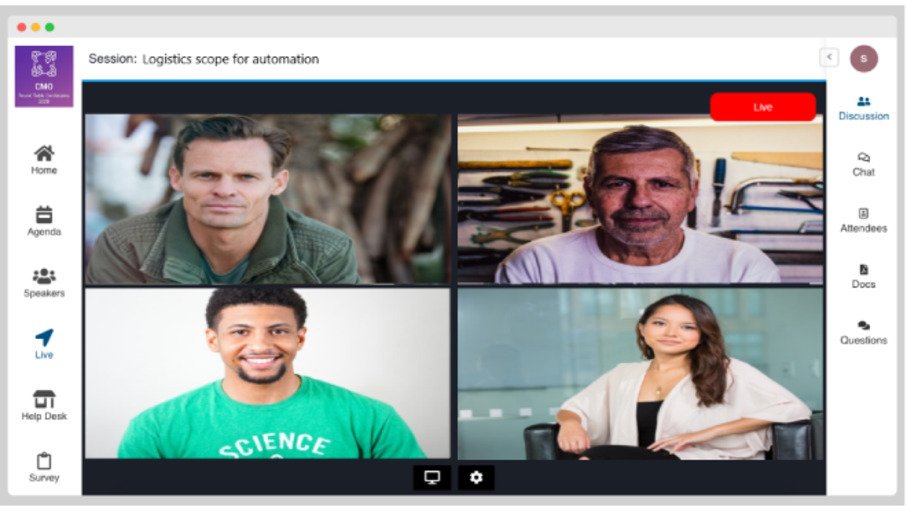 Session: Logistics scope for automation
S
CMO
Round Table Conference
2020
Live
Home
Agenda
Speakers
Live
Help Desk
Survey
SCIENCE
Discussion
Chat
Attendees
Docs
Questions